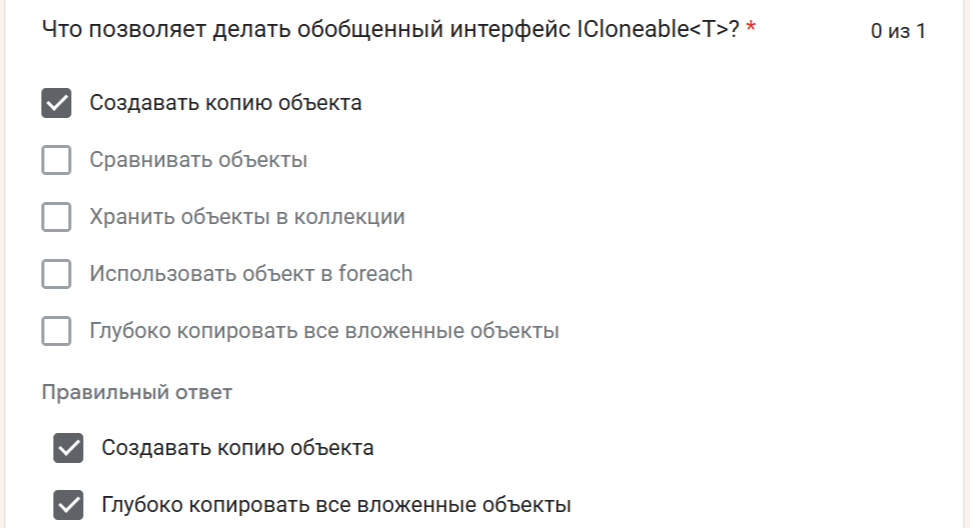 Что позволяет делать обобщенный интерфейс ICloneable<T>? *
0 из 1
Создавать копию объекта
Сравнивать объекты
Хранить объекты в коллекции
Использовать объект в foreach
Глубоко копировать все вложенные объекты
Правильный ответ
Создавать копию объекта
Глубоко копировать все вложенные объекты